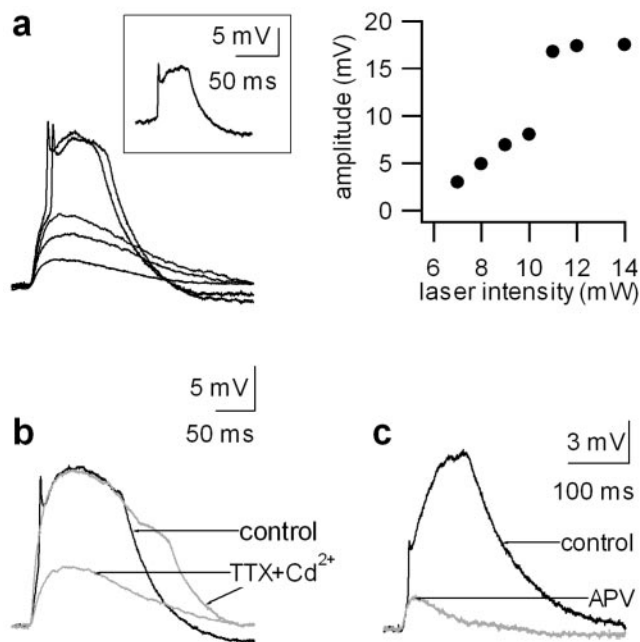 a
5 mV
50 ms
20
15
10
5
0
amplitude (mV)
6 8 10 12 14
laser intensity (mW)
5 mV
50 ms
b
control
TTX+Cd²⁺
c
3 mV
100 ms
control
APV